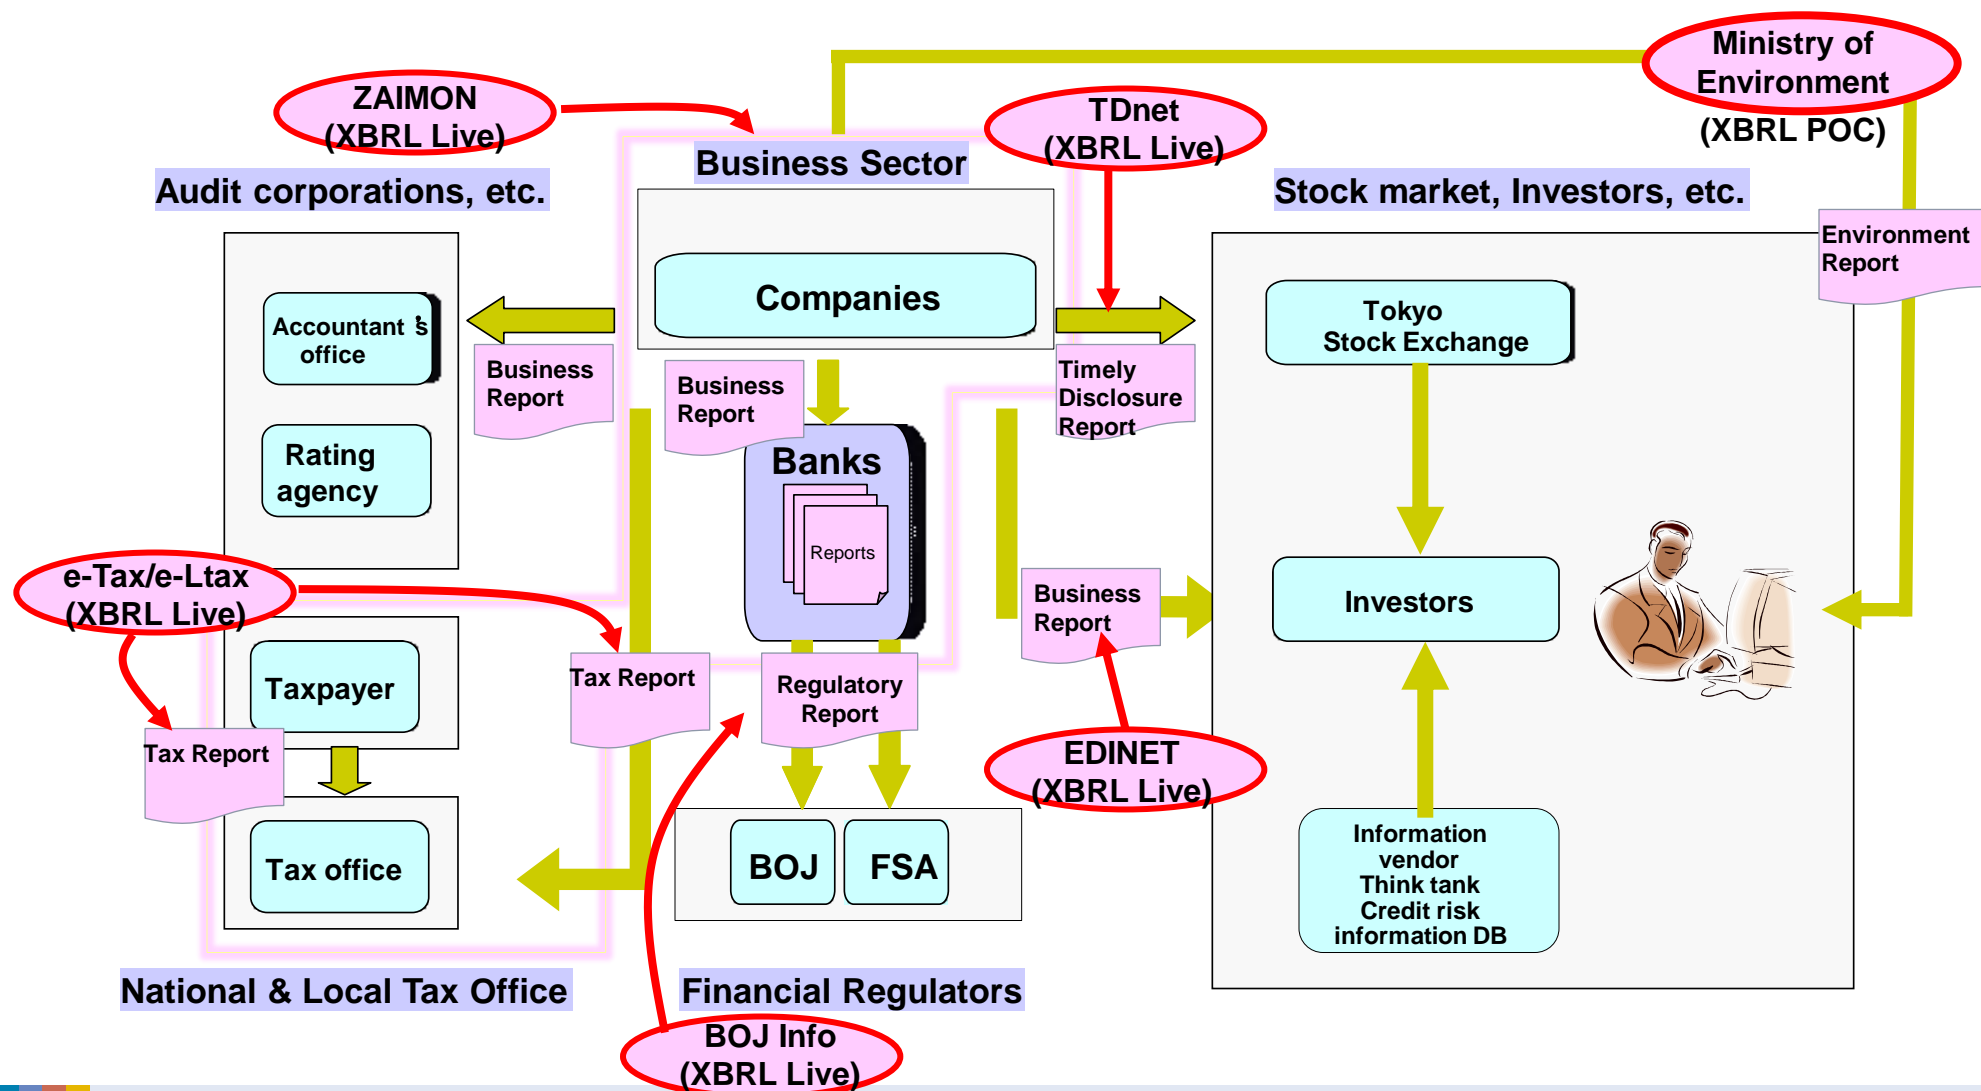 Ministry of
Environment
(XBRL POC)
ZAIMON
(XBRL Live)
TDnet
(XBRL Live)
Business Sector
Audit corporations, etc.
Stock market, Investors, etc.
Environment
Report
Companies
Tokyo
Stock Exchange
Accountant's
office
Business
Report
Business
Report
Timely
Disclosure
Report
Rating
agency
Banks
Reports
e-Tax/e-Ltax
(XBRL Live)
Business
Report
Investors
Taxpayer
Tax Report
Regulatory
Report
Tax Report
EDINET
(XBRL Live)
Tax office
BOJ
FSA
Information
vendor
Think tank
Credit risk
information DB
National & Local Tax Office
Financial Regulators
BOJ Info
(XBRL Live)